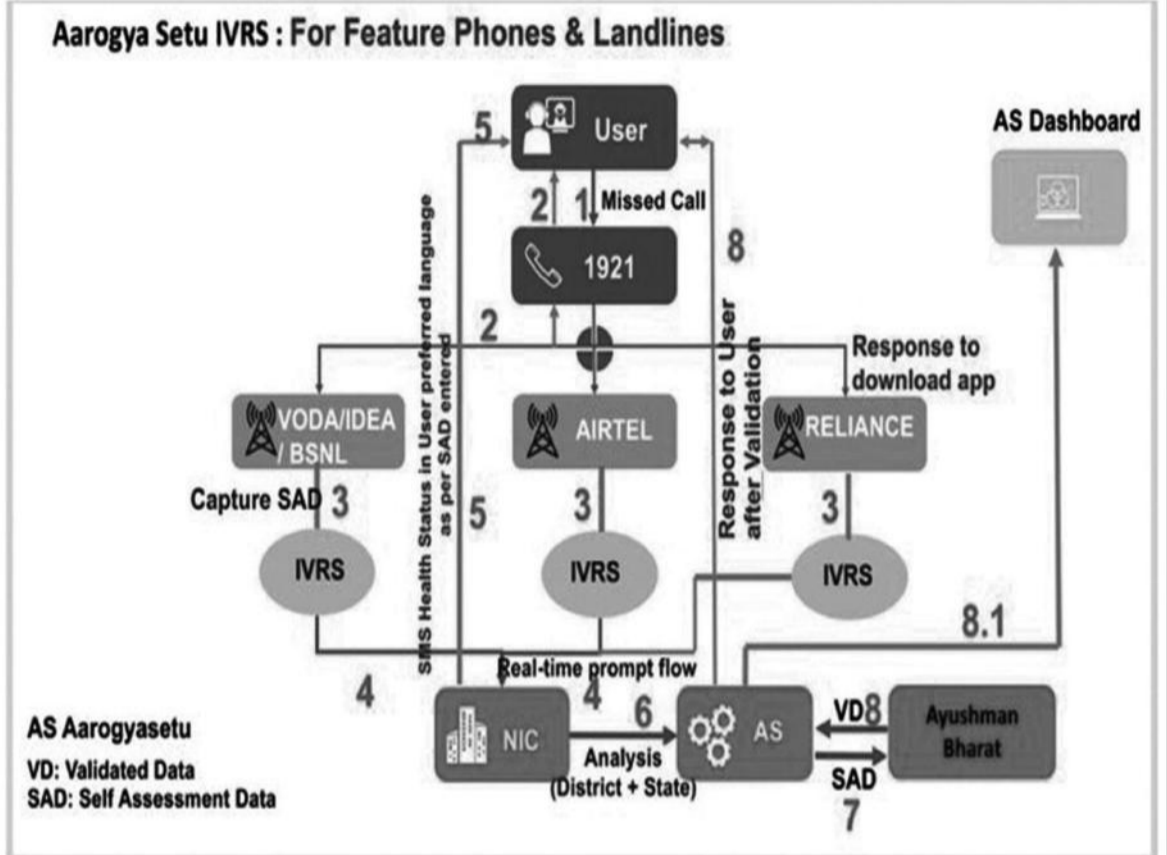 Aarogya Setu IVRS : For Feature Phones & Landlines
5
User
AS Dashboard
2
1
Missed Call
8
1921
SMS Health Status in User preferred language
as per SAD entered
2
Response to User
after Validation
Response to
download app
VODA/IDEA
/ BSNL
AIRTEL
RELIANCE
Capture SAD
3
5
3
3
IVRS
IVRS
IVRS
8.1
Real-time prompt flow
4
4
6
NIC
AS
VD
8
Ayushman
Bharat
Analysis
(District + State)
SAD
7
AS Aarogyasetu
VD: Validated Data
SAD: Self Assessment Data